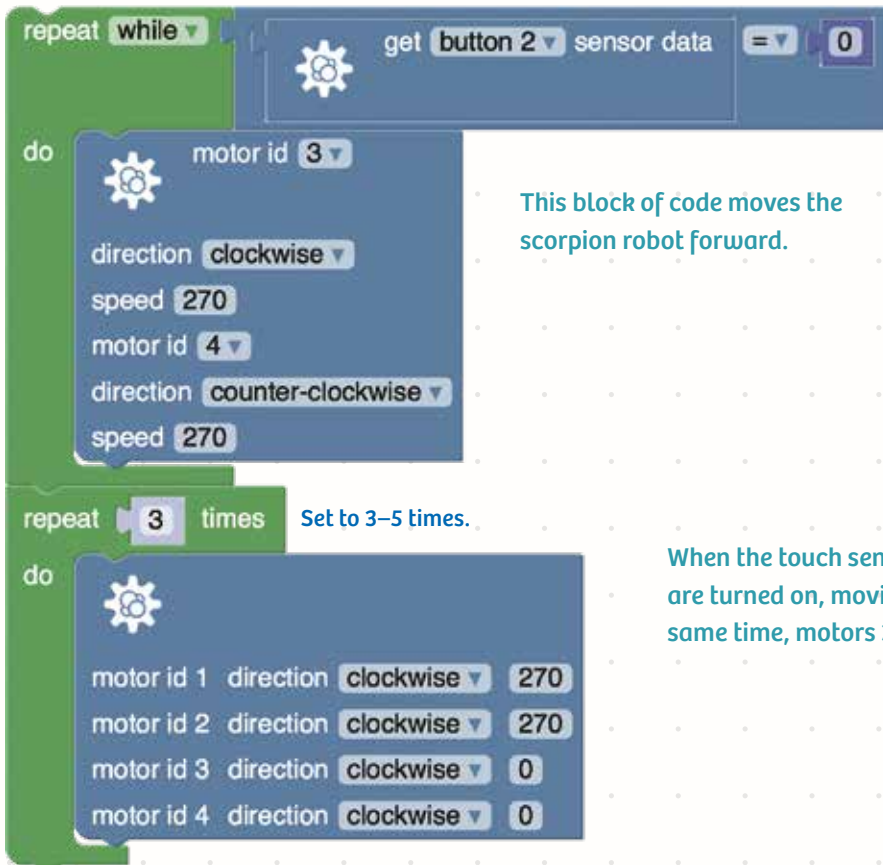 repeat while get button 2 sensor data = 0
do motor id 3
direction clockwise
speed 270
motor id 4
direction counter-clockwise
speed 270
This block of code moves the
scorpion robot forward.
repeat 3 times Set to 3–5 times.
do
motor id 1 direction clockwise 270
motor id 2 direction clockwise 270
motor id 3 direction clockwise 0
motor id 4 direction clockwise 0
When the touch
are turned on,
same time, motors